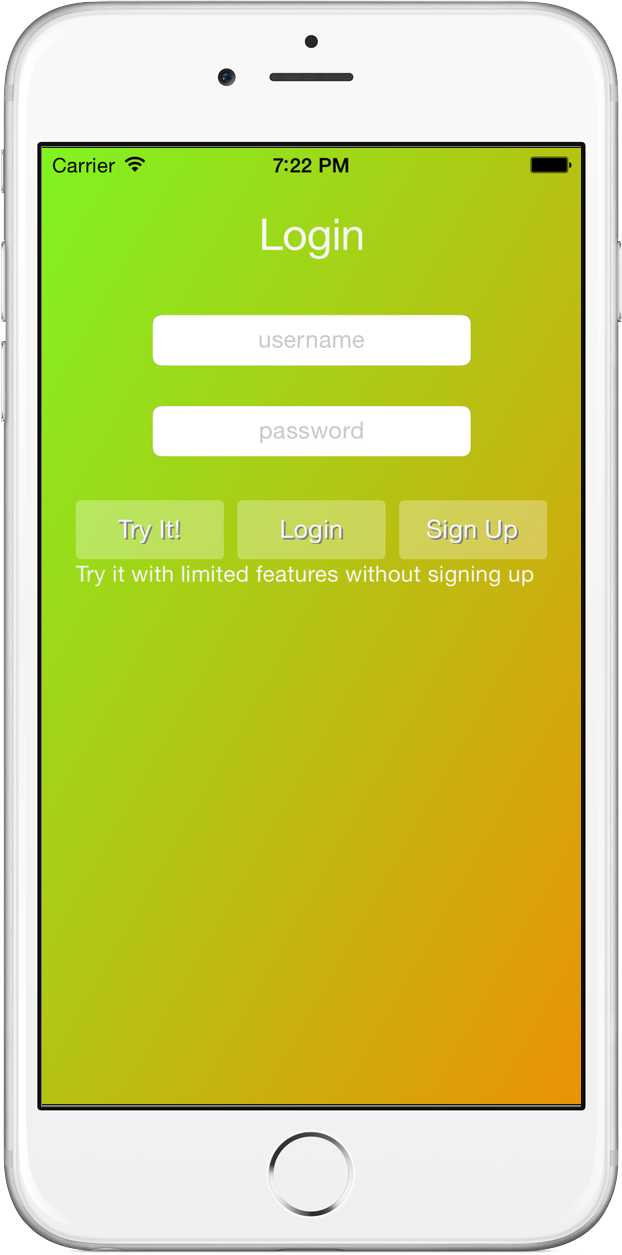 Carrier 7:22 PM
Login
username
password
Try It! Login Sign Up
Try it with limited features without signing up